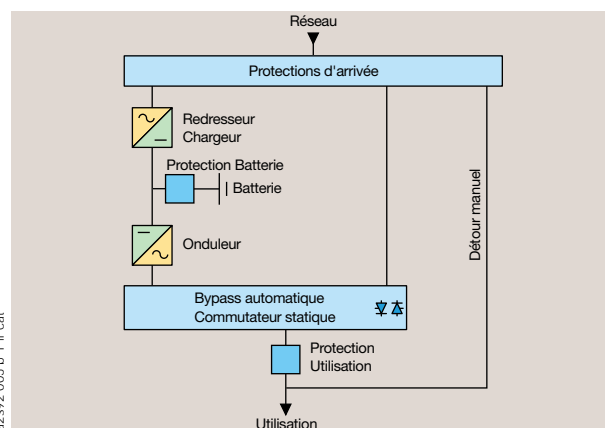 Réseau
Protections d'arrivée
Redresseur
Chargeur
Protection Batterie
Batterie
Détour manuel
Onduleur
Bypass automatique
Commutateur statique
Protection
Utilisation
Utilisation